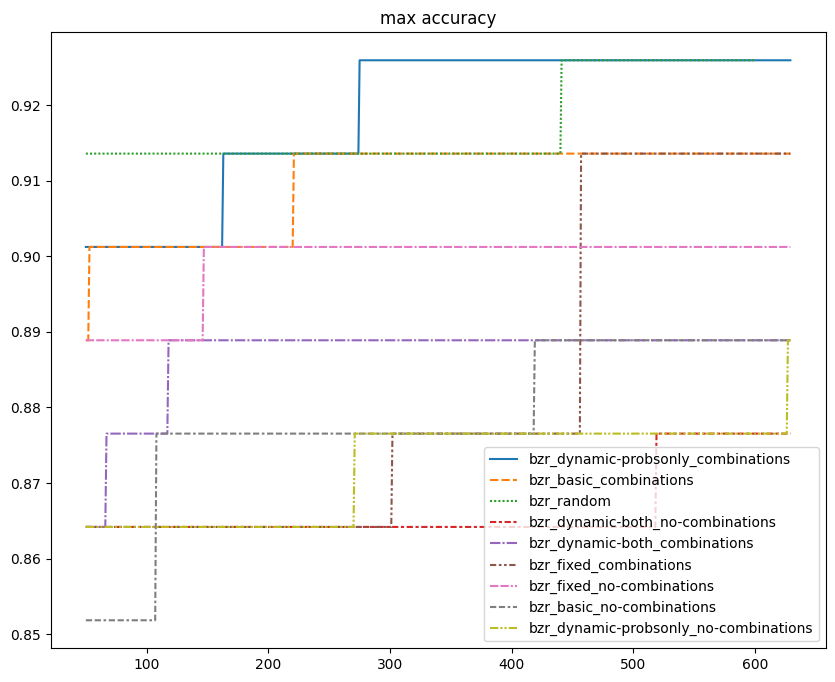 max accuracy
0.92
0.91
0.90
0.89
0.88
0.87
0.86
0.85
bzr_dynamic-probsonly_combinations
bzr_basic_combinations
bzr_random
bzr_dynamic-both_no-combinations
bzr_dynamic-both_combinations
bzr_fixed_combinations
bzr_fixed_no-combinations
bzr_basic_no-combinations
bzr_dynamic-probsonly_no-combinations
100 200 300 400 500 600